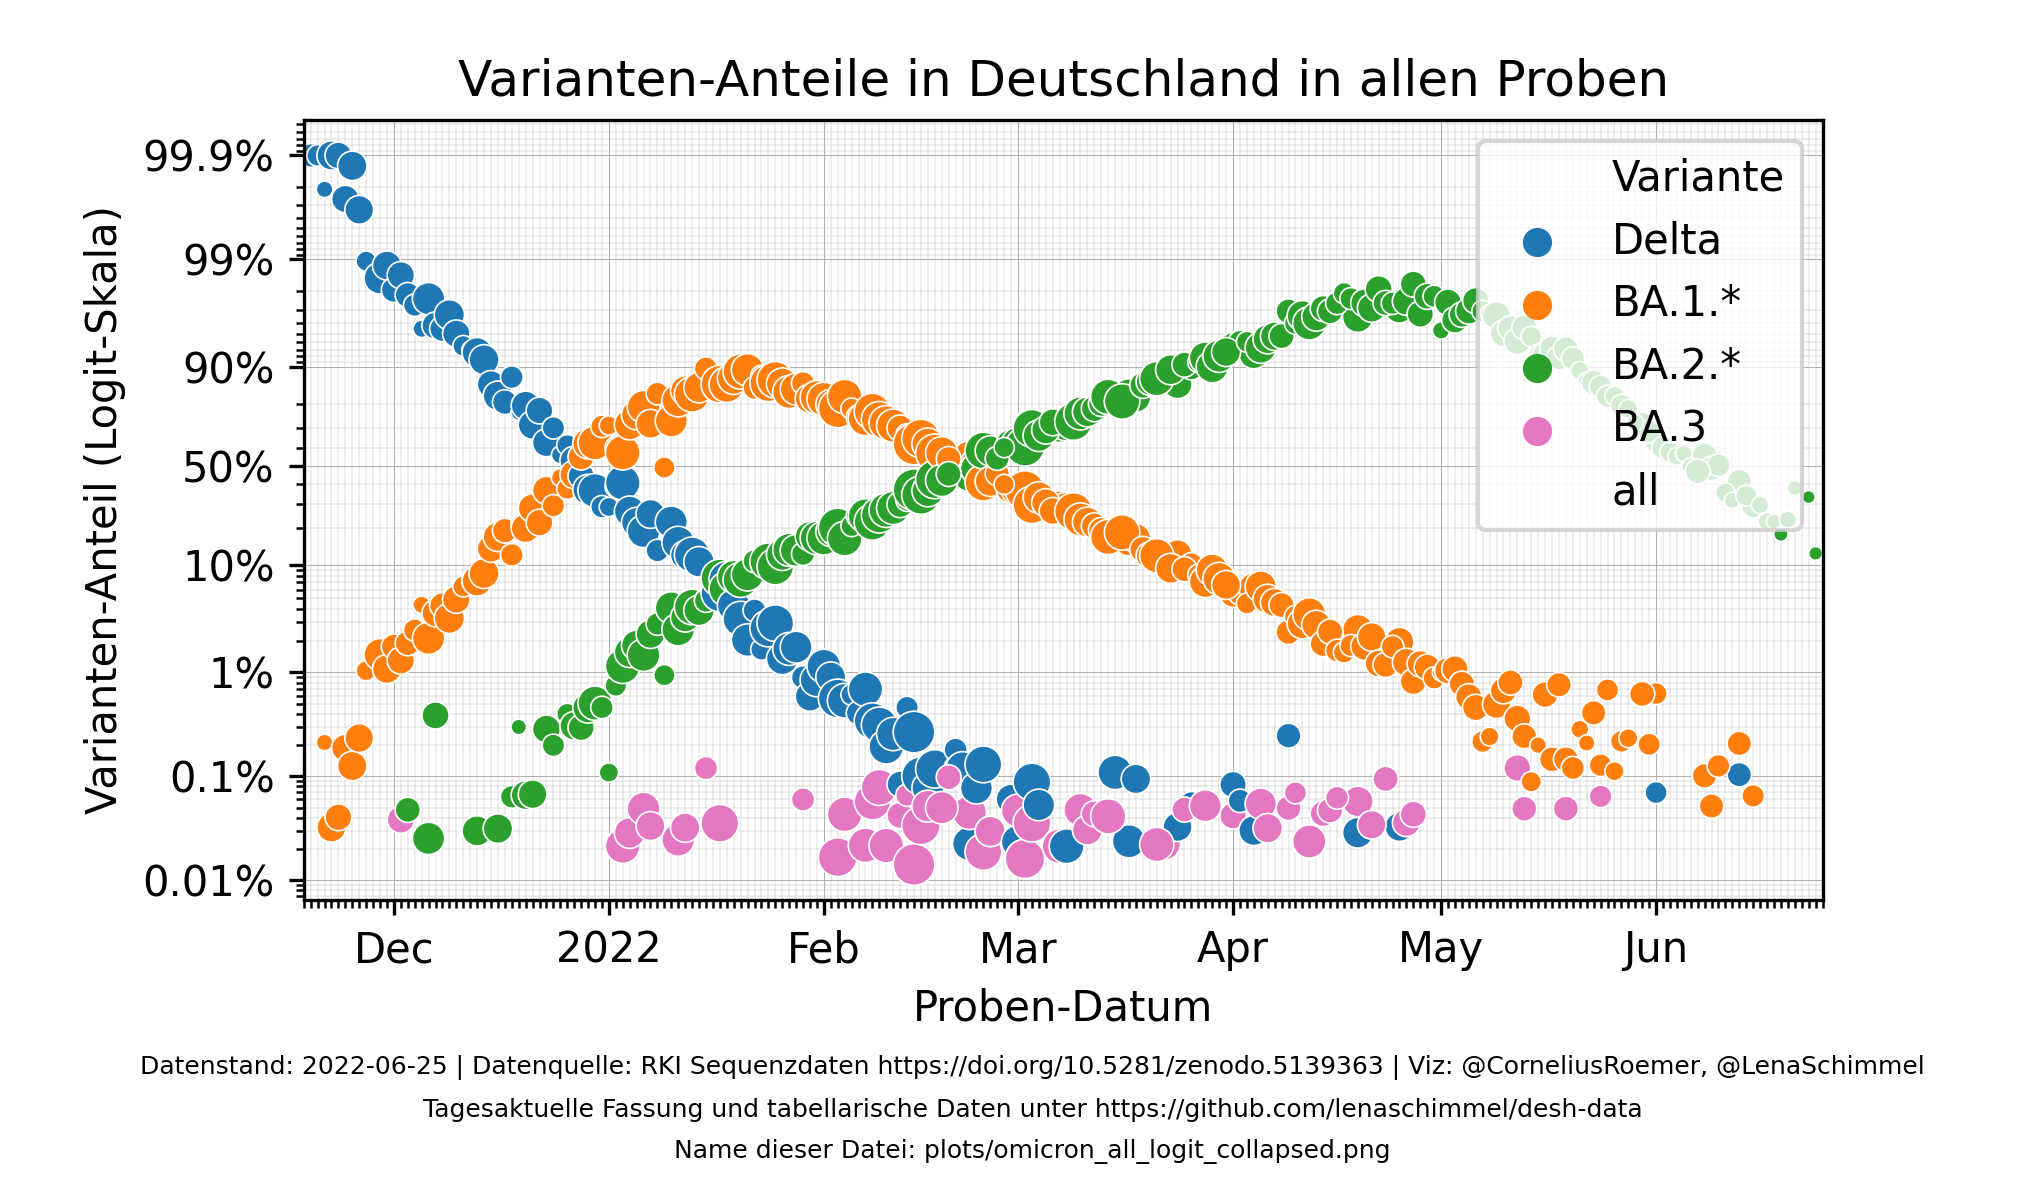 Varianten-Anteile in Deutschland in allen Proben
Varianten-Anteil (Logit-Skala)
99.9%
99%
90%
50%
10%
1%
0.1%
0.01%
Variante
Delta
BA.1.*
BA.2.*
BA.3
all
Dec
2022
Feb
Mar
Apr
May
Jun
Proben-Datum
Datenstand: 2022-06-25 | Datenquelle: RKI Sequenzdaten https://doi.org/10.5281/zenodo.5139363 | Viz: @CorneliusRoemer, @LenaSchimmel
Tagesaktuelle Fassung und tabellarische Daten unter https://github.com/lenaschimmel/desh-data
Name dieser Datei: plots/omicron_all_logit_collapsed.png